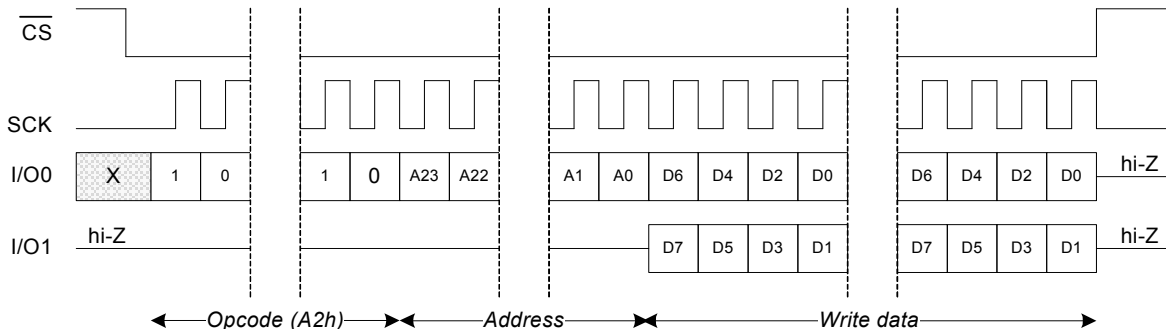 CS
SCK
I/O0 X 1 0 1 0 A23 A22 A1 A0 D6 D4 D2 D0 D6 D4 D2 D0 hi-Z
I/O1 hi-Z D7 D5 D3 D1 D7 D5 D3 D1 hi-Z
Opcode (A2h) Address Write data